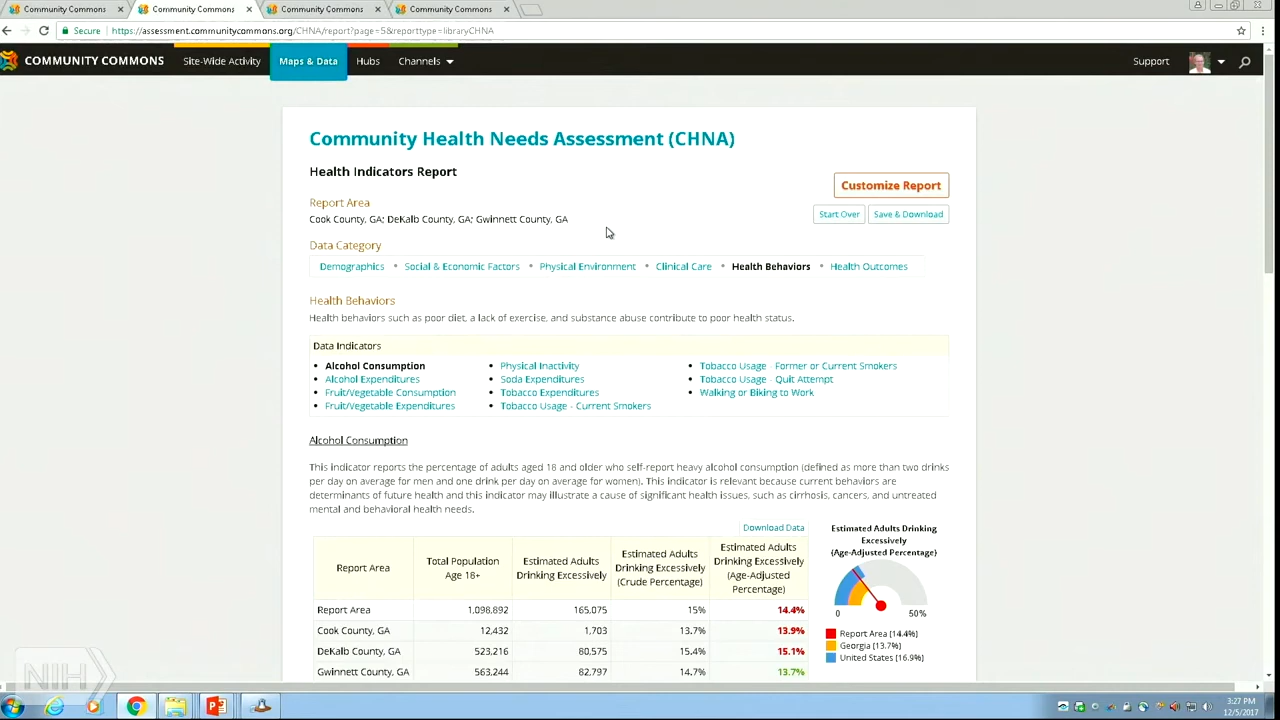 Community Commons
Community Commons
Community Commons
Community Commons
Secure
https://assessment.communitycommons.org/CHNA/report?page=5&reporttype=libraryCHNA
COMMUNITY COMMONS
Site-Wide Activity
Maps & Data
Hubs
Channels
Support
Community Health Needs Assessment (CHNA)
Health Indicators Report
Customize Report
Report Area
Start Over
Save & Download
Cook County, GA; DeKalb County, GA; Gwinnett County, GA
Data Category
Demographics • Social & Economic Factors • Physical Environment • Clinical Care • Health Behaviors • Health Outcomes
Health Behaviors
Health behaviors such as poor diet, a lack of exercise, and substance abuse contribute to poor health status.
Data Indicators
Alcohol Consumption
Alcohol Expenditures
Fruit/Vegetable Consumption
Fruit/Vegetable Expenditures
Physical Inactivity
Soda Expenditures
Tobacco Expenditures
Tobacco Usage - Current Smokers
Tobacco Usage - Former or Current Smokers
Tobacco Usage - Quit Attempt
Walking or Biking to Work
Alcohol Consumption
This indicator reports the percentage of adults aged 18 and older who self-report heavy alcohol consumption (defined as more than two drinks
per day on average for men and one drink per day on average for women). This indicator is relevant because current behaviors are
determinants of future health and this indicator may illustrate a cause of significant health issues, such as cirrhosis, cancers, and untreated
mental and behavioral health needs.
Download Data
Report Area
Total Population
Age 18+
Estimated Adults
Drinking Excessively
Estimated Adults
Drinking Excessively
(Crude Percentage)
Estimated Adults
Drinking Excessively
(Age-Adjusted
Percentage)
Report Area 1,098,892 165,075 15% 14.4%
Cook County, GA 12,432 1,703 13.7% 13.9%
DeKalb County, GA 523,216 80,575 15.4% 15.1%
Gwinnett County, GA 563,244 82,797 14.7% 13.7%
Estimated Adults Drinking
Excessively
(Age-Adjusted Percentage)
0 50%
Report Area (14.4%)
Georgia (13.7%)
United States (16.9%)
NIH
3:27 PM
12/5/2017